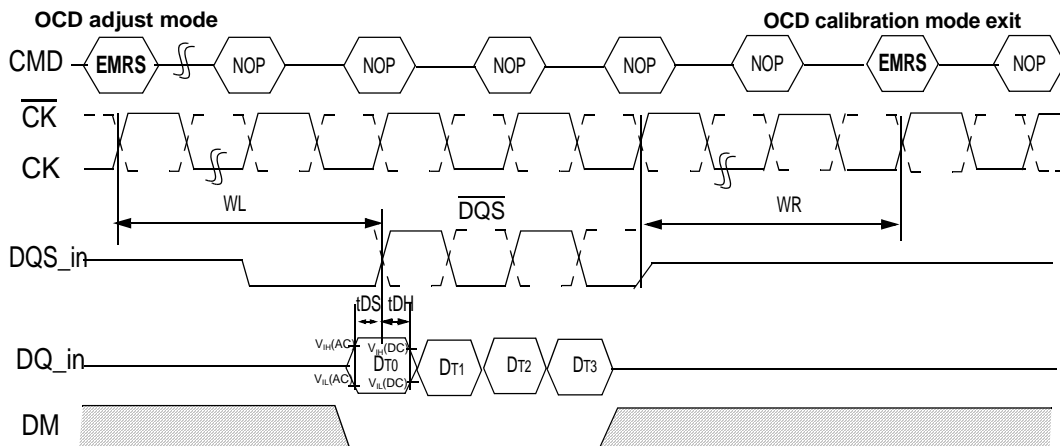 OCD adjust mode OCD calibration mode exit
CMD EMRS NOP NOP NOP NOP NOP EMRS NOP
CK
CK
WL DQS WR
DQS_in
tDS tDH
VIH(AC) VIH(DC)
DQ_in DT0 DT1 DT2 DT3
VIL(AC) VIL(DC)
DM